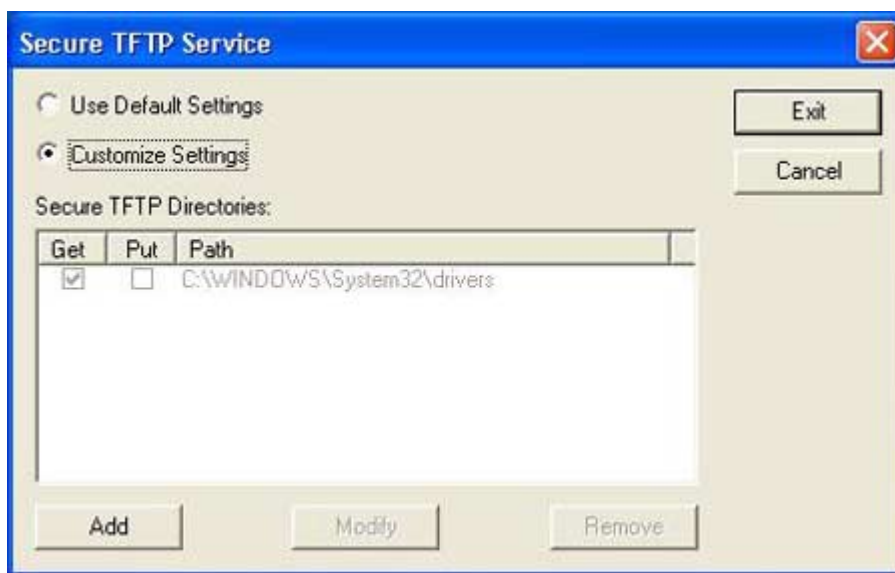 Secure TFTP Service
Use Default Settings
Exit
Customize Settings
Cancel
Secure TFTP Directories:
Get Put Path
C:\WINDOWS\System32\drivers
Add Modify Remove